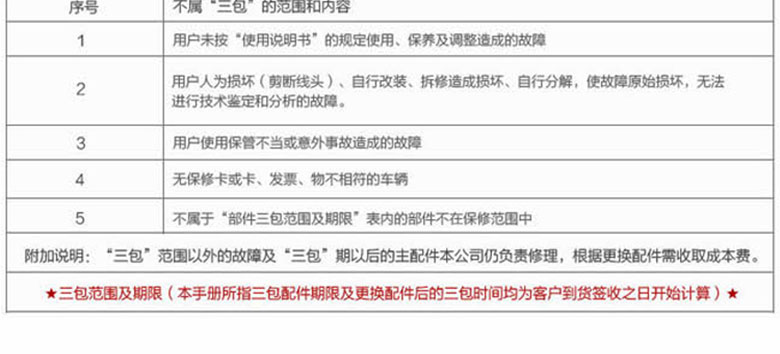 序号 不属“三包”的范围和内容
1 用户未按“使用说明书”的规定使用、保养及调整造成的故障
2 用户人为损坏（剪断线头）、自行改装、拆修造成损坏、自行分解，使故障原始损坏，无法
进行技术鉴定和分析的故障。
3 用户使用保管不当或意外事故造成的故障
4 无保修卡或卡、发票、物不相符的车辆
5 不属于“部件三包范围及期限”表内的部件不在保修范围中
附加说明：“三包”范围以外的故障及“三包”期以后的主配件本公司仍负责修理，根据更换配件需收取成本费。
★三包范围及期限（本手册所指三包配件期限及更换配件后的三包时间均为客户到货签收之日开始计算）★